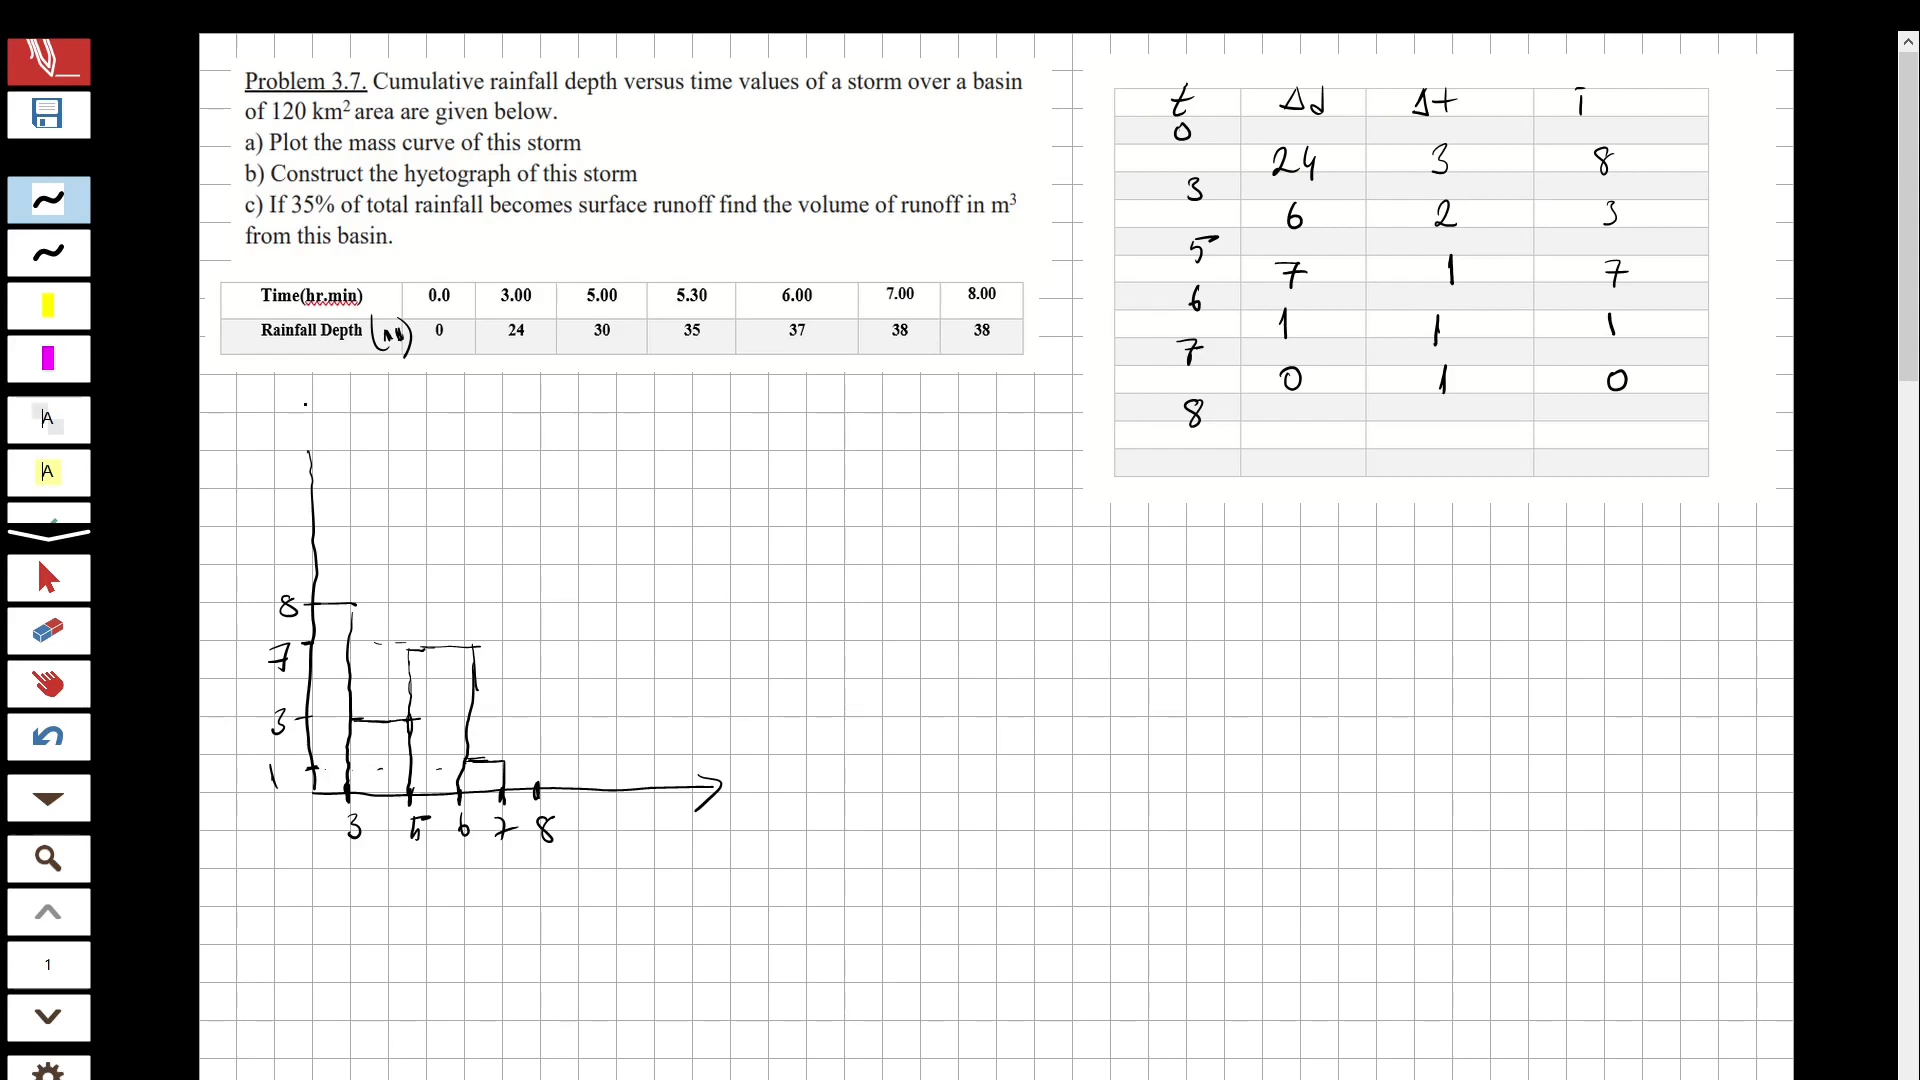 Problem 3.7. Cumulative rainfall depth versus time values of a storm over a basin
of 120 km² area are given below.
a) Plot the mass curve of this storm
b) Construct the hyetograph of this storm
c) If 35% of total rainfall becomes surface runoff find the volume of runoff in m³
from this basin.
Time(hr.min) 0.0 3.00 5.00 5.30 6.00 7.00 8.00
Rainfall Depth 0 24 30 35 37 38 38
t Δd Δt i
0
24 3 8
3
6 2 3
5
7 1 7
6
1 1 1
7
0 1 0
8
8
7
3
1
3 5 6 7 8
A
A
1